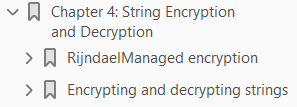 Chapter 4: String Encryption
and Decryption
RijndaelManaged encryption
Encrypting and decrypting strings